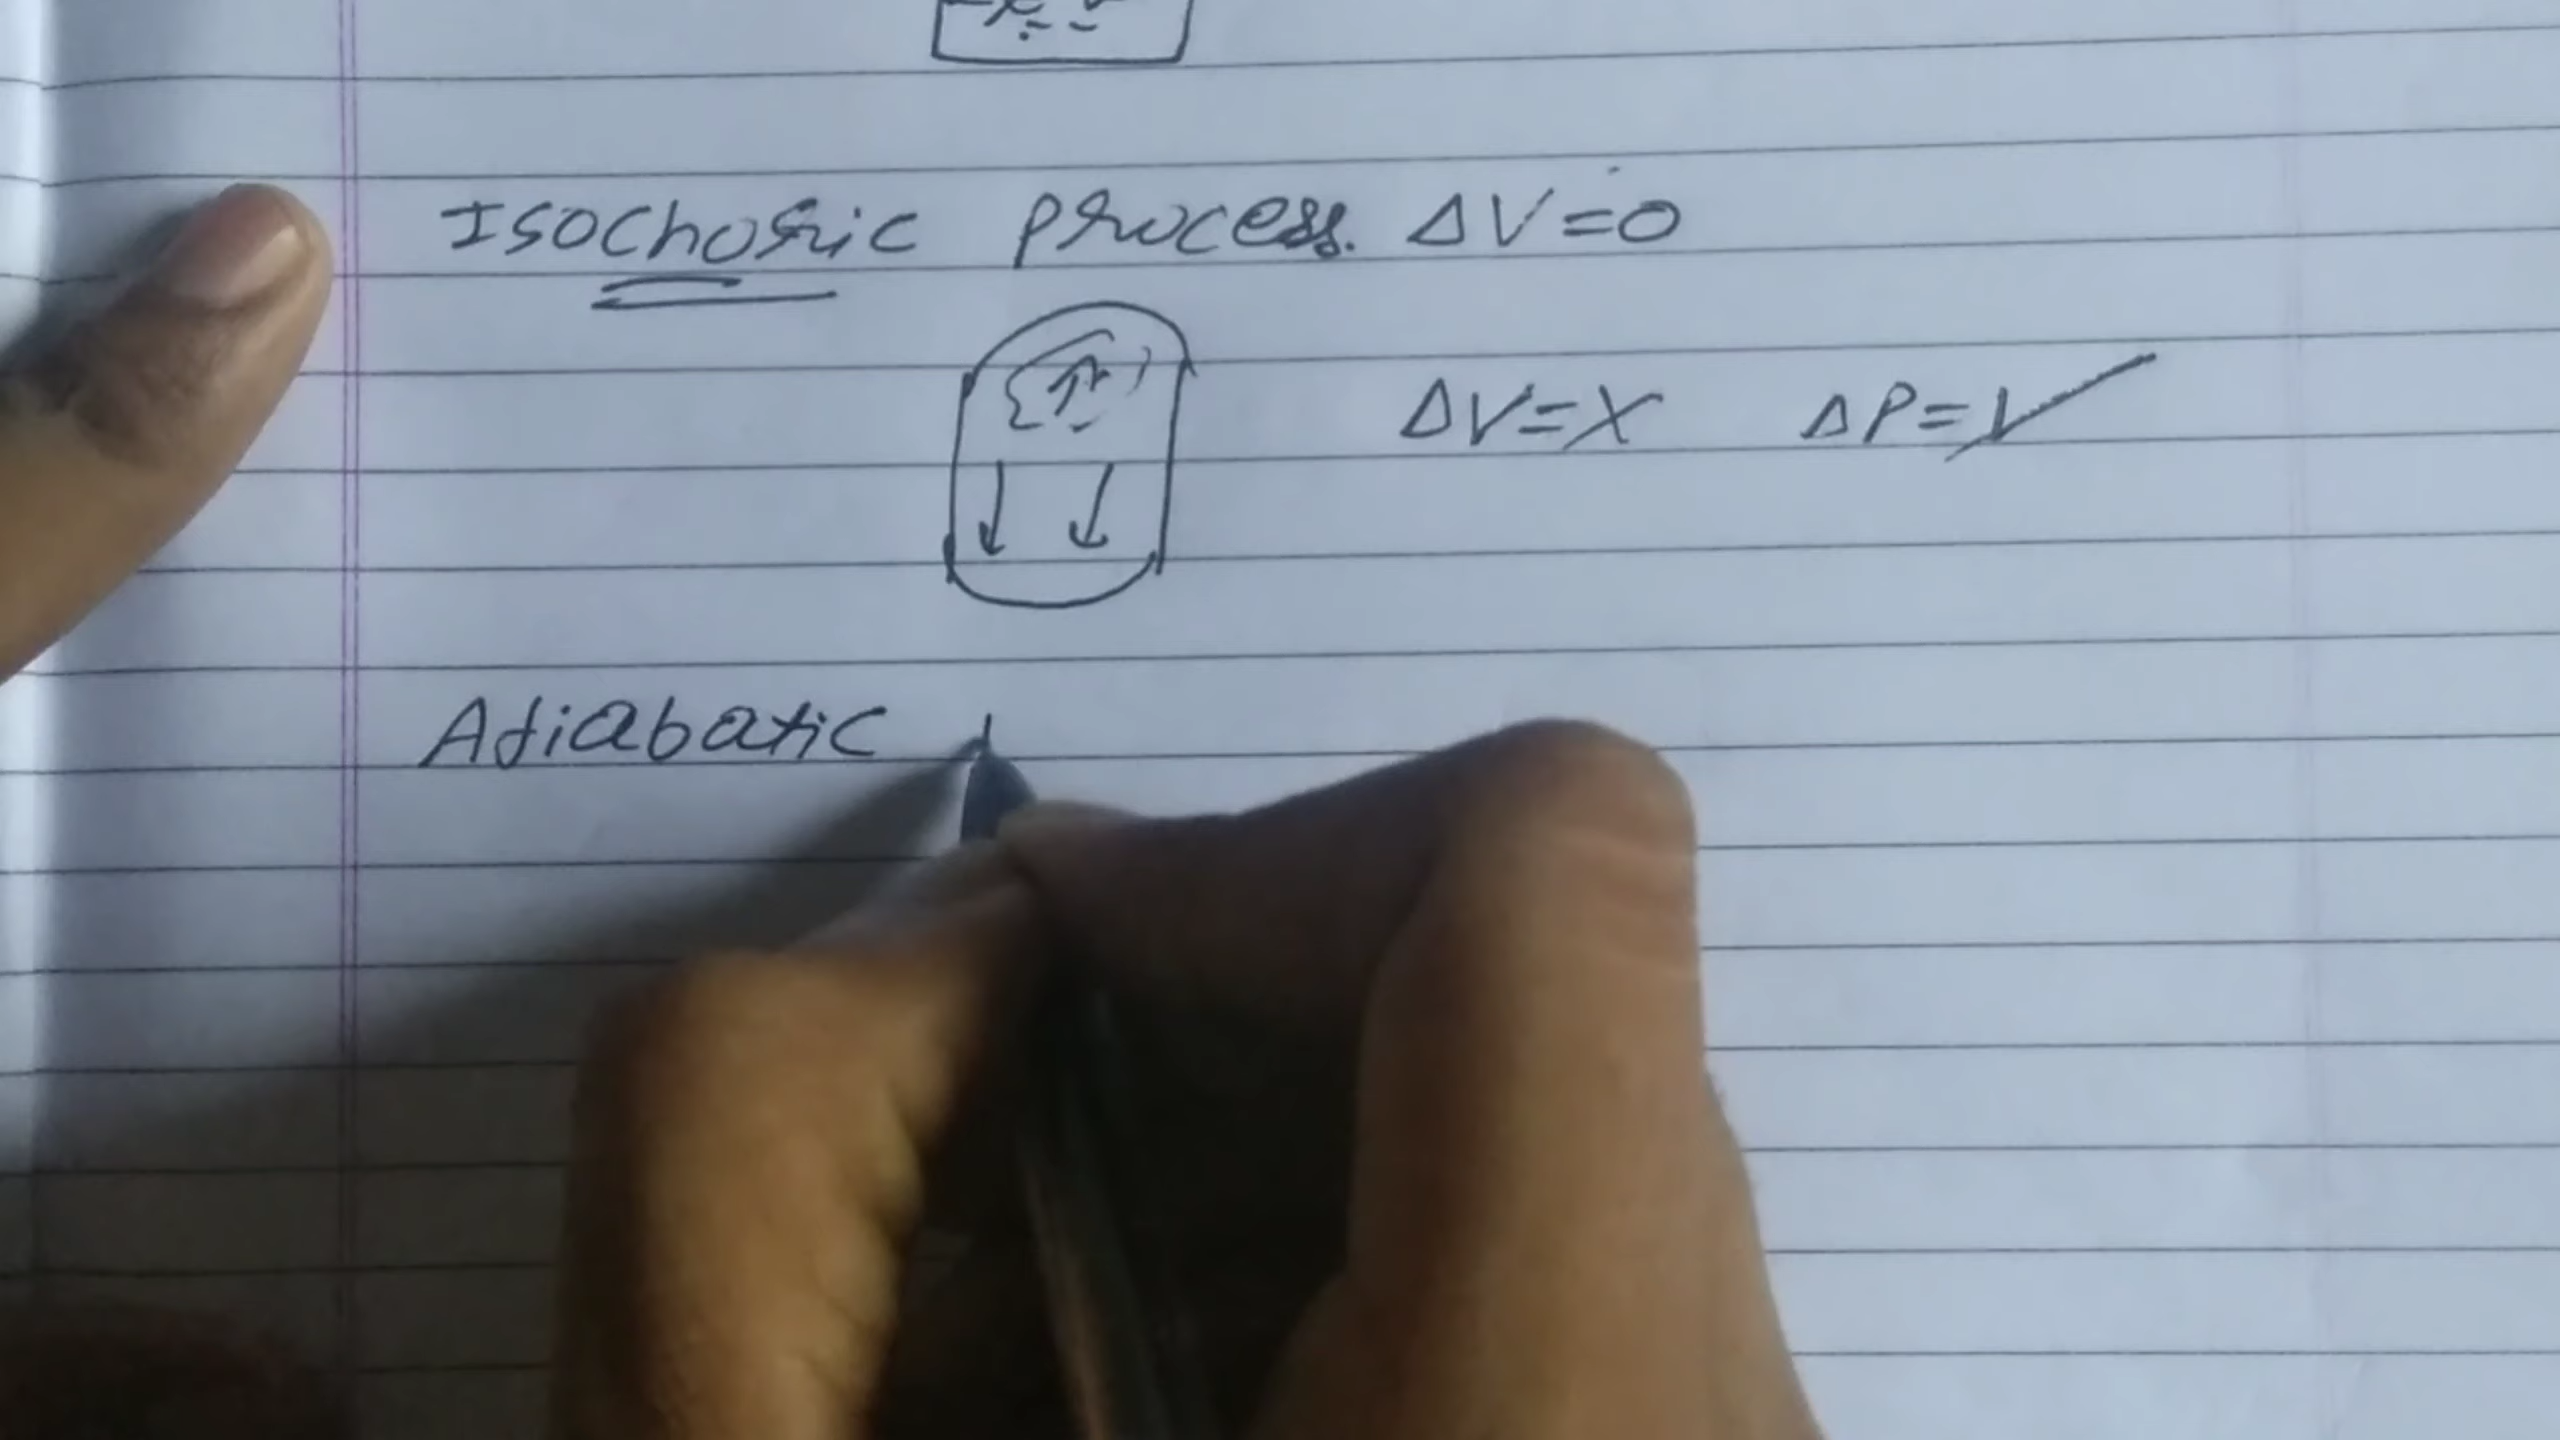 Isochoric process. ΔV=0
ΔV=X ΔP=✓
Adiabatic